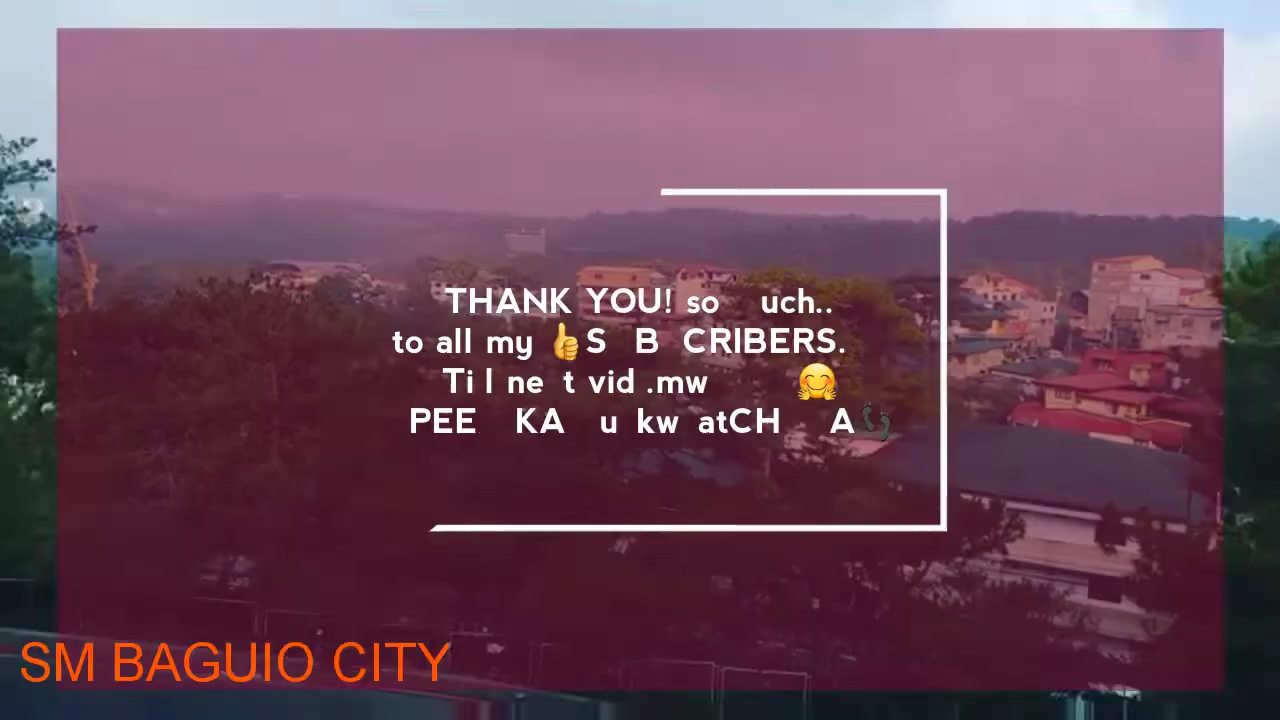 THANK YOU! so uch..
to all my 👍S B CRIBERS.
Ti l ne t vid .mw 🤗
PEE KA u kw atCH A👣
SM BAGUIO CITY